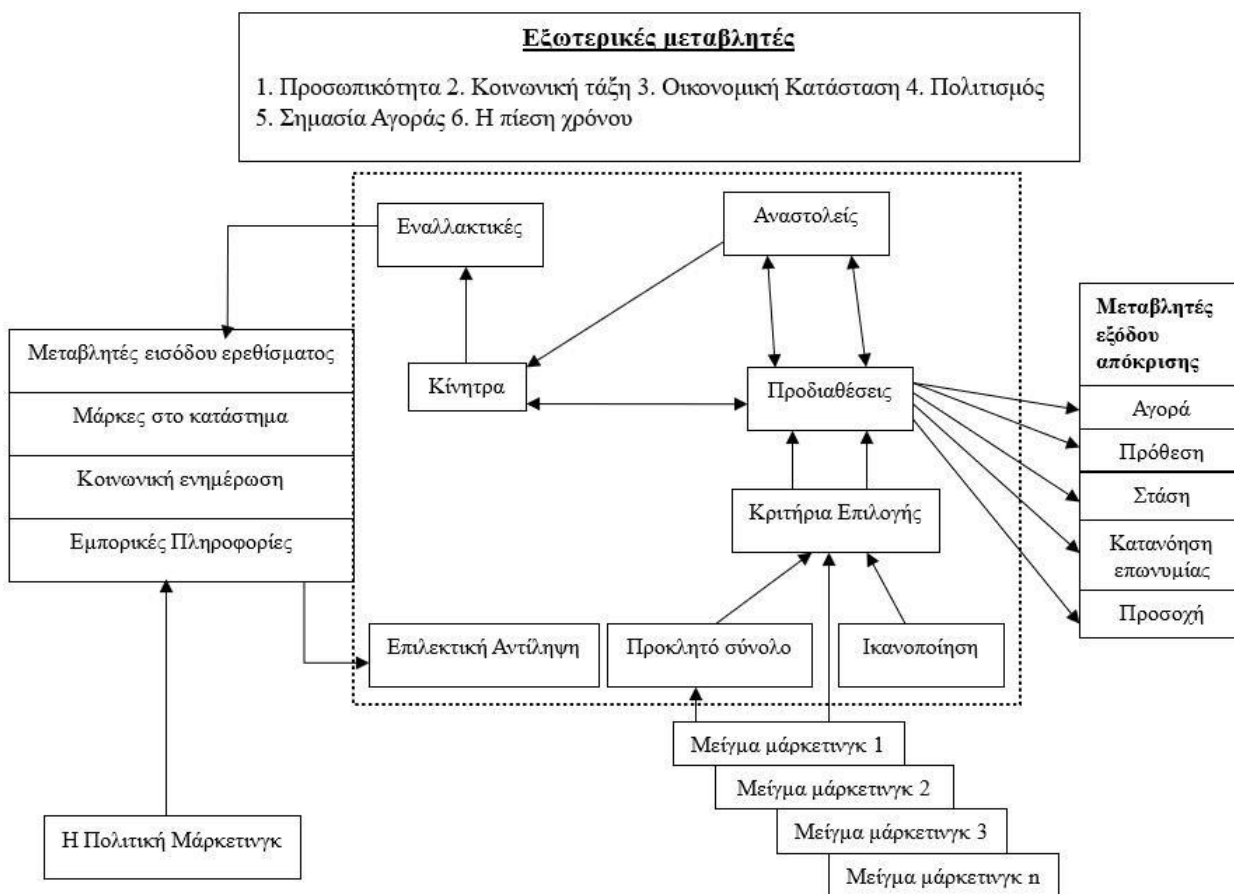 Εξωτερικές μεταβλητές
1. Προσωπικότητα 2. Κοινωνική τάξη 3. Οικονομική Κατάσταση 4. Πολιτισμός
5. Σημασία Αγοράς 6. Η πίεση χρόνου
Εναλλακτικές
Αναστολείς
Μεταβλητές εισόδου ερεθίσματος
Μάρκες στο κατάστημα
Κοινωνική ενημέρωση
Εμπορικές Πληροφορίες
Κίνητρα
Προδιαθέσεις
Κριτήρια Επιλογής
Επιλεκτική Αντίληψη
Προκλητό σύνολο
Ικανοποίηση
Μεταβλητές
εξόδου
απόκρισης
Αγορά
Πρόθεση
Στάση
Κατανόηση
επωνυμίας
Προσοχή
Μείγμα μάρκετινγκ 1
Μείγμα μάρκετινγκ 2
Μείγμα μάρκετινγκ 3
Μείγμα μάρκετινγκ n
Η Πολιτική Μάρκετινγκ